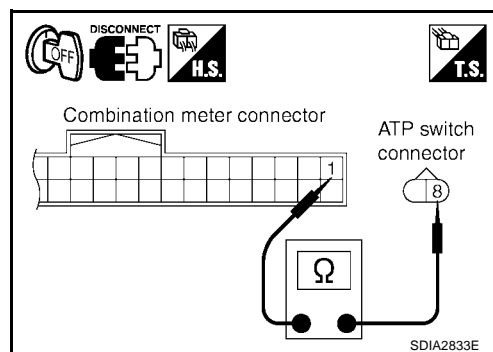 DISCONNECT
OFF
H.S.
T.S.
Combination meter connector
ATP switch
connector
1
8
Ω
SDIA2833E